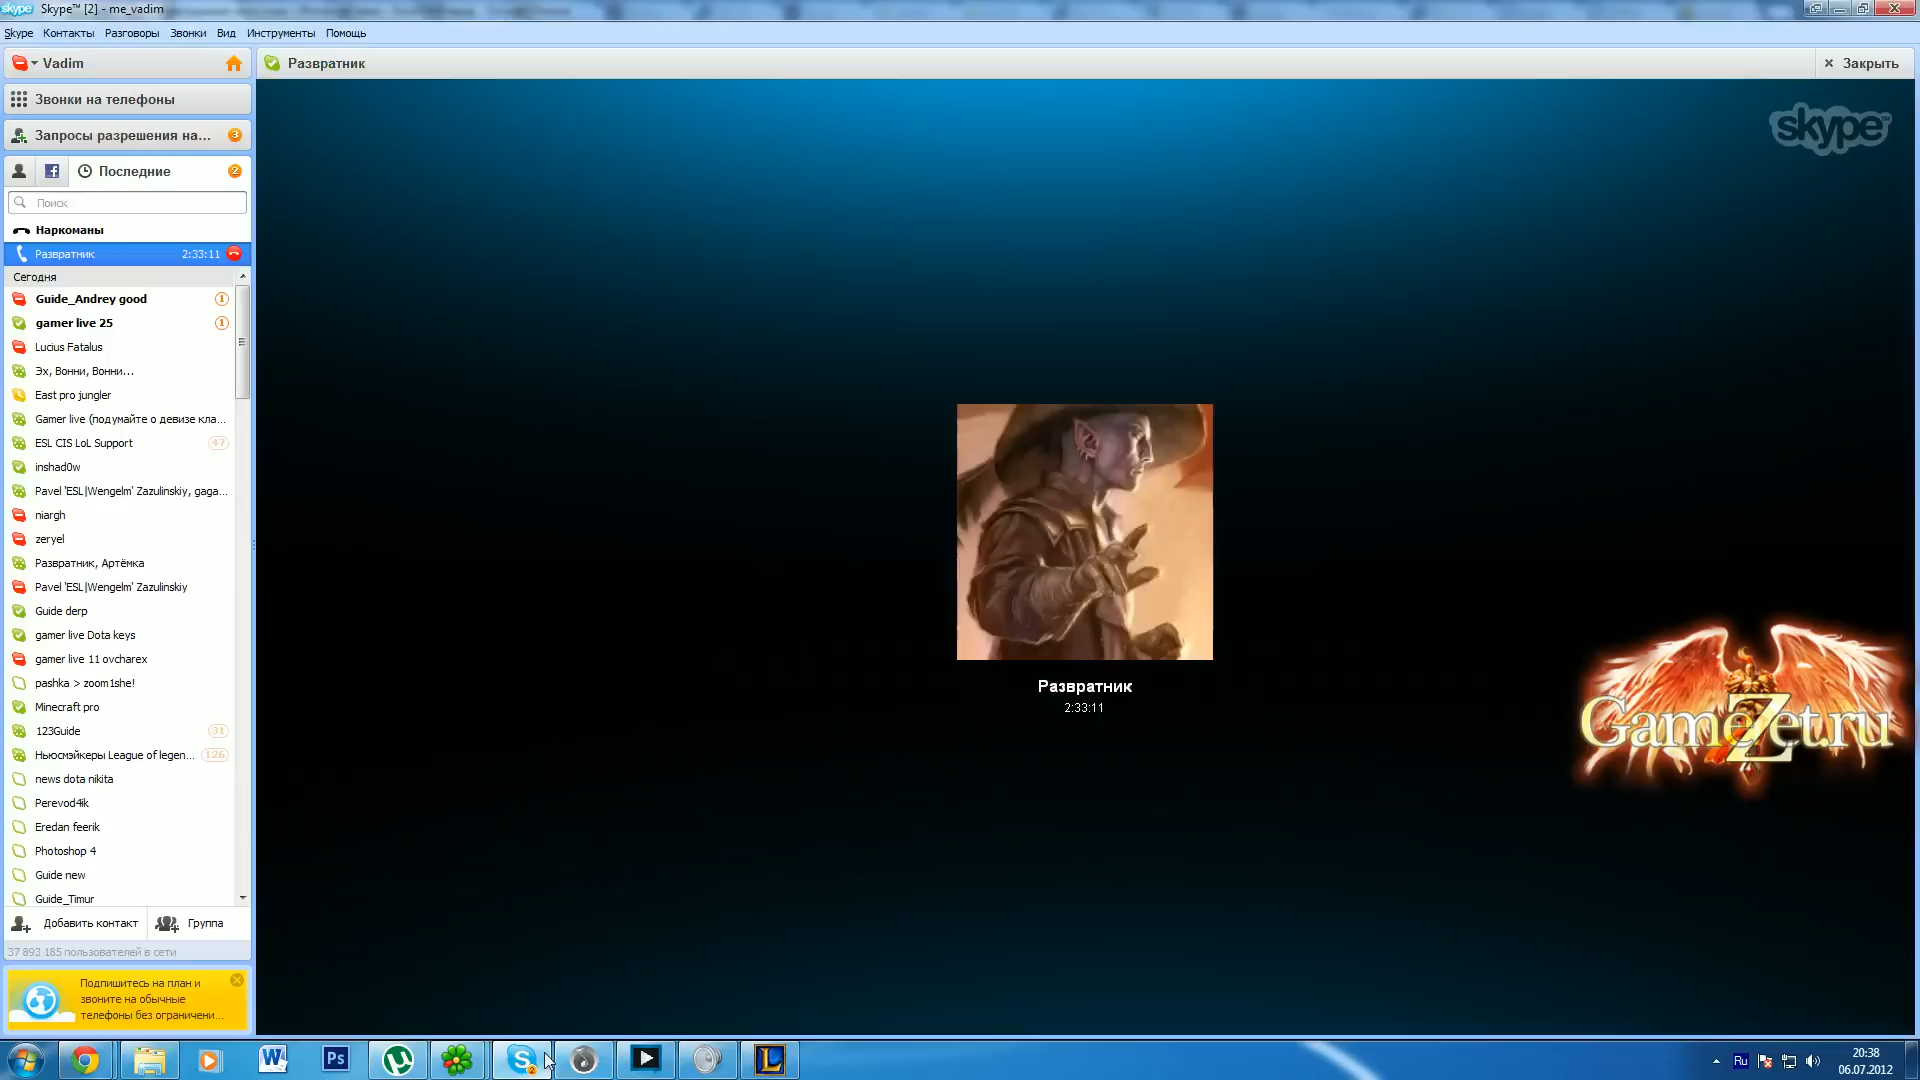 Skype™ [2] - me_vadim
Skype Контакты Разговоры Звонки Вид Инструменты Помощь
Vadim
Развратник
Закрыть
skype
Звонки на телефоны
Запросы разрешения на... 3
Последние 2
Поиск
Наркоманы
Развратник 2:33:11
Сегодня
Guide_Andrey good 1
gamer live 25 1
Lucius Fatalus
Эх, Вонни, Вонни...
East pro jungler
Gamer live (подумайте о девизе кла...
ESL CIS LoL Support 47
inshad0w
Pavel 'ESL|Wengelm' Zazulinskiy, gaga...
niargh
zeryel
Развратник, Артёмка
Pavel 'ESL|Wengelm' Zazulinskiy
Guide derp
gamer live Dota keys
gamer live 11 ovcharex
pashka > zoom1she!
Minecraft pro
123Guide 31
Ньюсмэйкеры League of legen... 126
news dota nikita
Perevod4ik
Eredan feerik
Photoshop 4
Guide new
Guide_Timur
Добавить контакт Группа
37 893 185 пользователей в сети
Подпишитесь на план и
звоните на обычные
телефоны без ограничени...
Развратник
2:33:11
GameZet.ru
Ps
Ru
20:38
06.07.2012